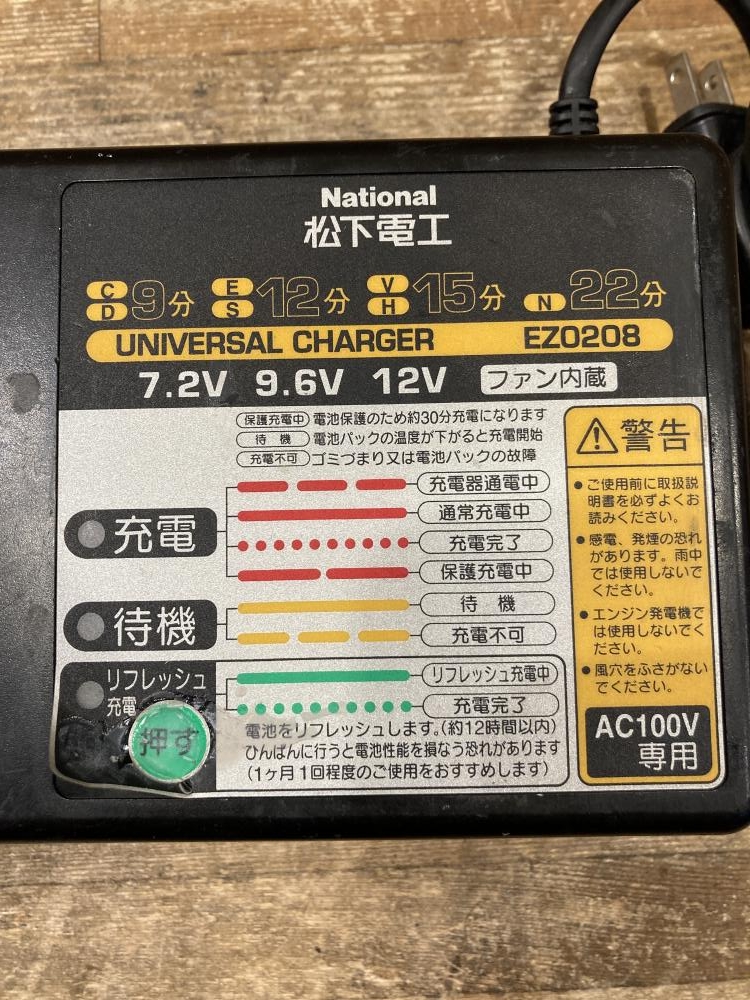 National
松下電工
C D 9分 E S 12分 V H 15分 N 22分
UNIVERSAL CHARGER EZ0208
7.2V 9.6V 12V ファン内蔵
保護充電中 電池保護のため約30分充電になります
待機 電池パックの温度が下がると充電開始
充電不可 ゴミづまり又は電池パックの故障
充電
充電器通電中
通常充電中
充電完了
保護充電中
待機
待機
充電不可
リフレッシュ
充電
押す
リフレッシュ充電中
充電完了
電池をリフレッシュします。(約12時間以内)
ひんぱんに行うと電池性能を損なう恐れがあります
(1ヶ月1回程度のご使用をおすすめします)
警告
●ご使用前に取扱説
明書を必ずよくお
読みください。
●感電、発煙の恐れ
があります。雨中
では使用しないで
ください。
●エンジン発電機で
は使用しないでく
ださい。
●風穴をふさがない
でください。
AC100V
専用